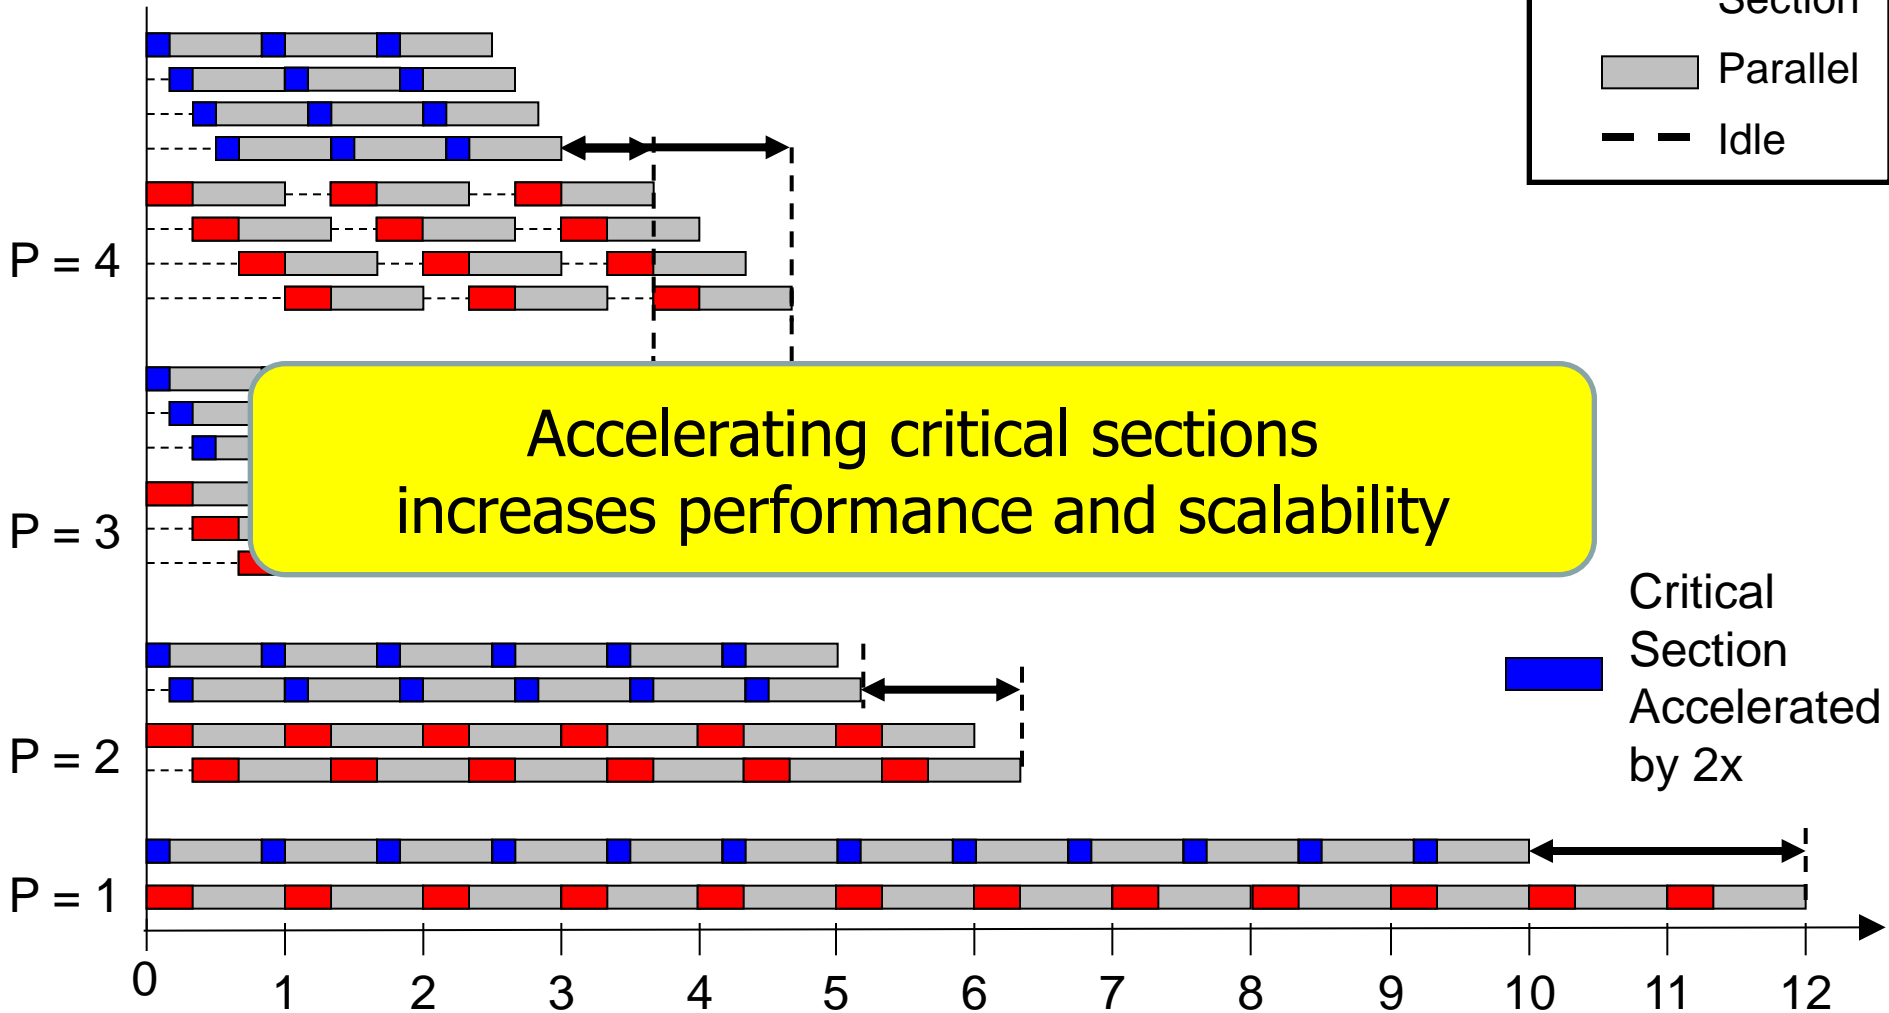 Section
Parallel
Idle
P = 4
Accelerating critical sections
increases performance and scalability
P = 3
Critical
Section
Accelerated
by 2x
P = 2
P = 1
0 1 2 3 4 5 6 7 8 9 10 11 12